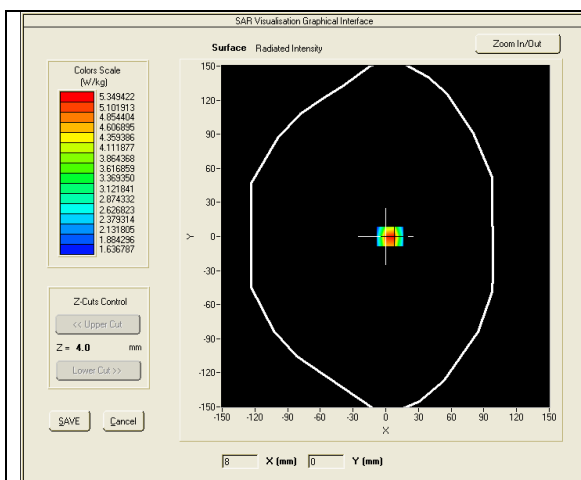 SAR Visualisation Graphical Interface
Surface Radiated Intensity
Zoom In/Out
Colors Scale
(W/kg)
5.349422
5.101913
4.854404
4.606895
4.359386
4.111877
3.864368
3.616859
3.369350
3.121841
2.874332
2.626823
2.379314
2.131805
1.884296
1.636787
Z-Cuts Control
<< Upper Cut
Z = 4.0 mm
Lower Cut >>
SAVE Cancel
150-
120-
90-
60-
30-
0-
-30-
-60-
-90-
-120-
-150-
Y
-150 -120 -90 -60 -30 0 30 60 90 120 150
X
8 X (mm) 0 Y (mm)